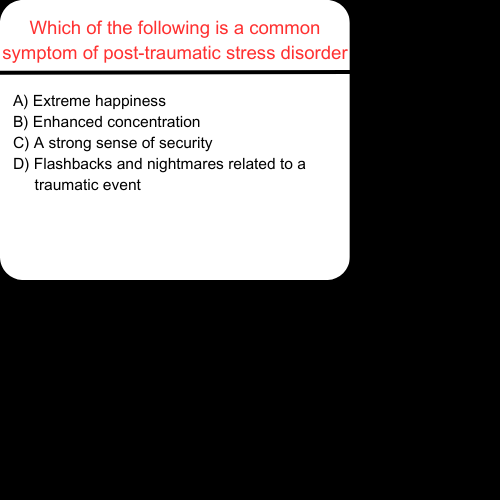 Which of the following is a common
symptom of post-traumatic stress disorder
A) Extreme happiness
B) Enhanced concentration
C) A strong sense of security
D) Flashbacks and nightmares related to a
traumatic event